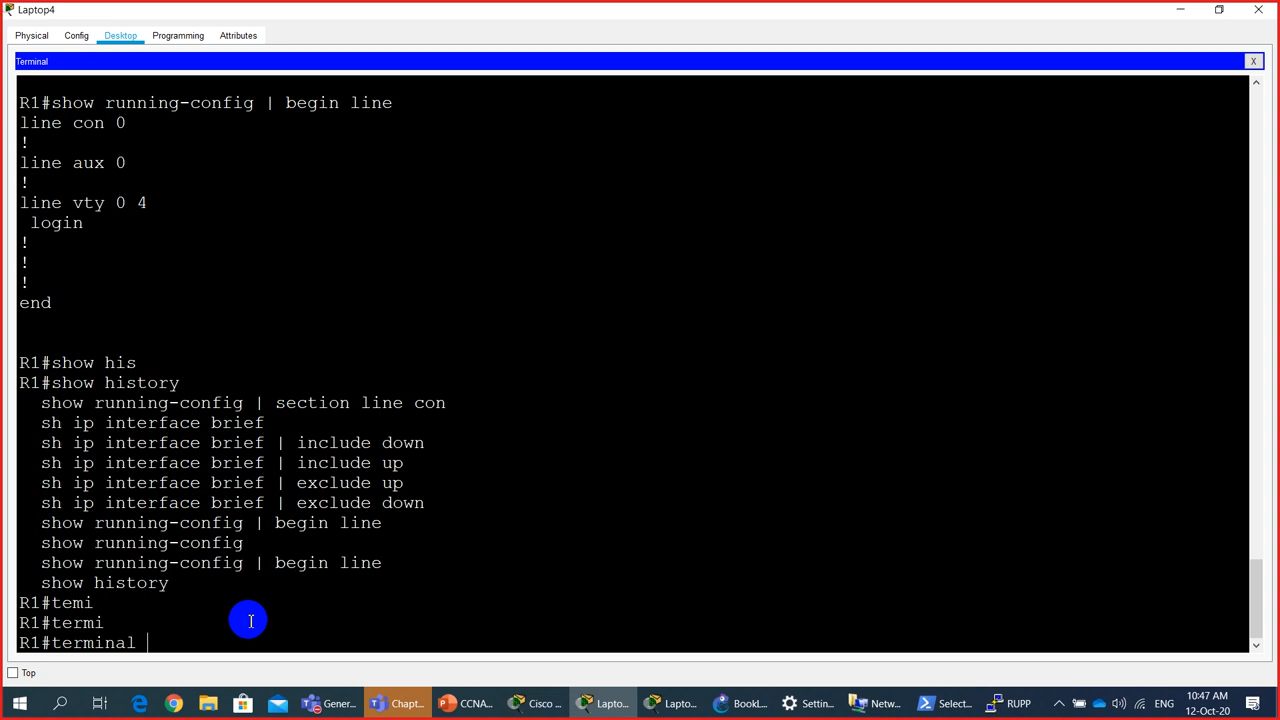 Laptop4
Physical Config Desktop Programming Attributes
Terminal X
R1#show running-config | begin line
line con 0
!
line aux 0
!
line vty 0 4
login
!
!
!
end
R1#show his
R1#show history
show running-config | section line con
sh ip interface brief
sh ip interface brief | include down
sh ip interface brief | include up
sh ip interface brief | exclude up
sh ip interface brief | exclude down
show running-config | begin line
show running-config
show running-config | begin line
show history
R1#temi
R1#termi
R1#terminal
Top
Gener... Chapt... CCNA... Cisco ... Lapto... Lapto... BookL... Settin... Netw... Select... RUPP ENG 10:47 AM
12-Oct-20